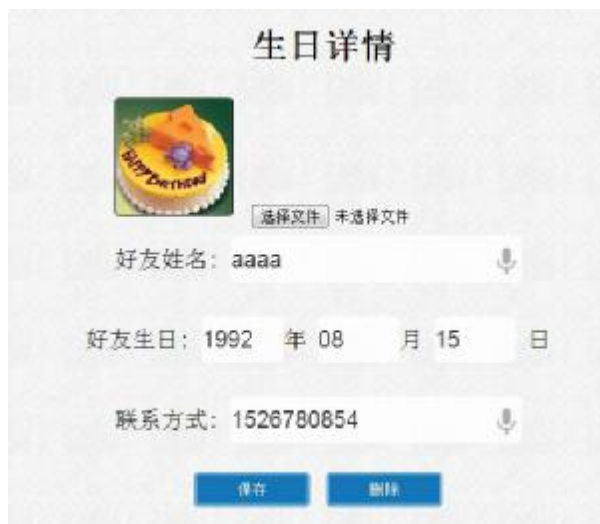 生日详情
Happy Birthday
选择文件 未选择文件
好友姓名: aaaa
好友生日: 1992 年 08 月 15 日
联系方式: 1526780854
保存 删除